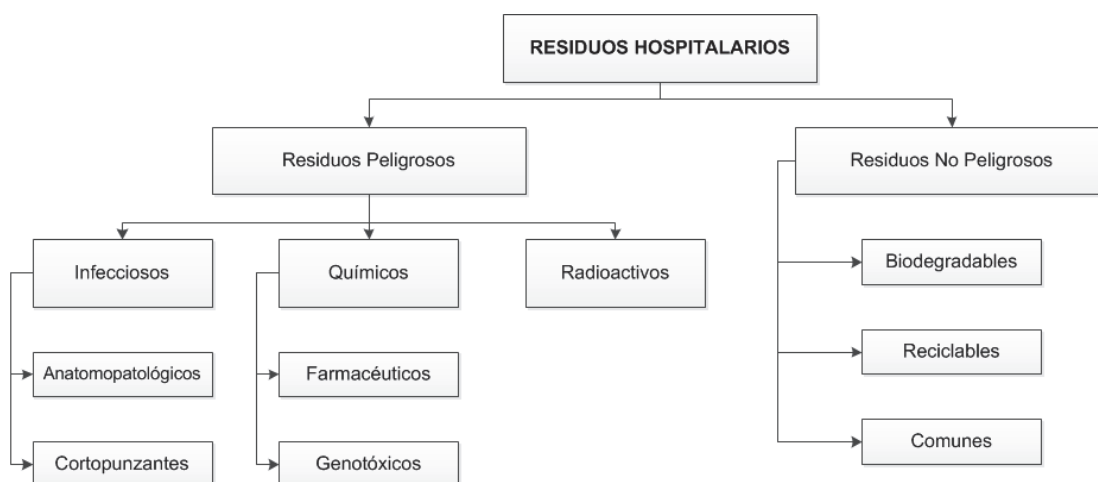 RESIDUOS HOSPITALARIOS
Residuos Peligrosos
Residuos No Peligrosos
Infecciosos
Químicos
Radioactivos
Biodegradables
Anatomopatológicos
Farmacéuticos
Reciclables
Cortopunzantes
Genotóxicos
Comunes